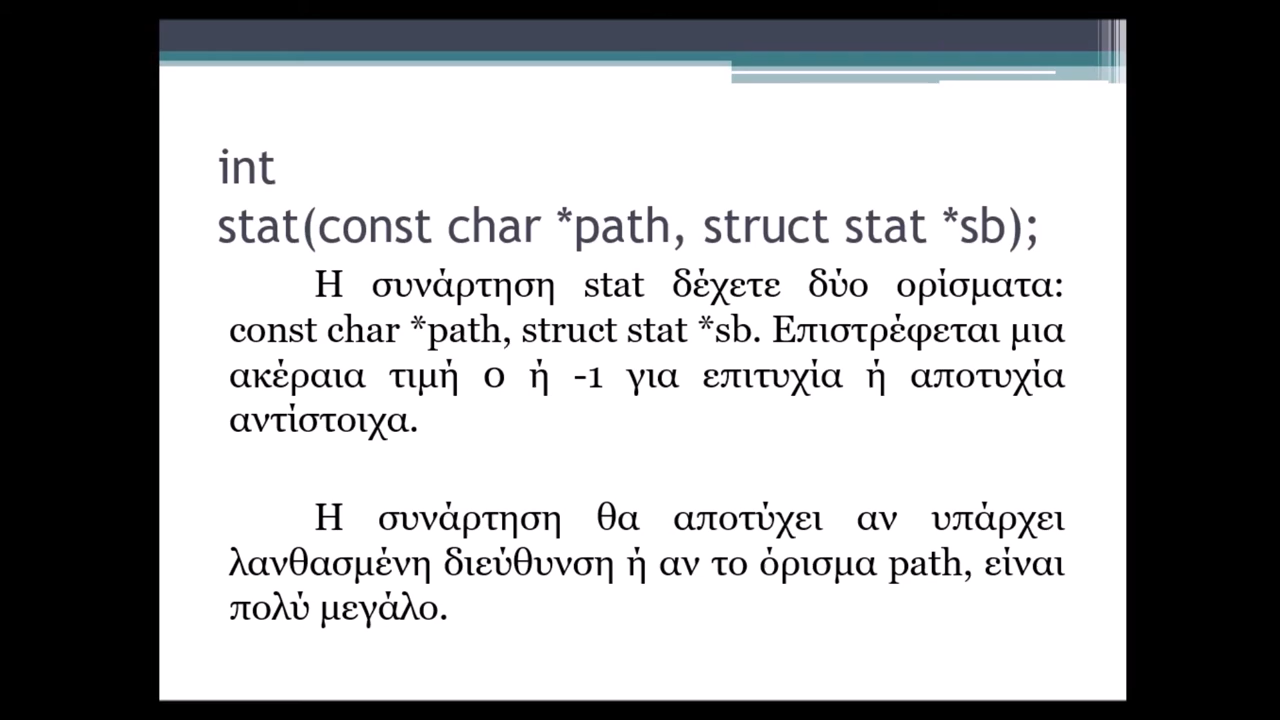 int
stat(const char *path, struct stat *sb);
Η συνάρτηση stat δέχετε δύο ορίσματα:
const char *path, struct stat *sb. Επιστρέφεται μια
ακέραια τιμή 0 ή -1 για επιτυχία ή αποτυχία
αντίστοιχα.
Η συνάρτηση θα αποτύχει αν υπάρχει
λανθασμένη διεύθυνση ή αν το όρισμα path, είναι
πολύ μεγάλο.